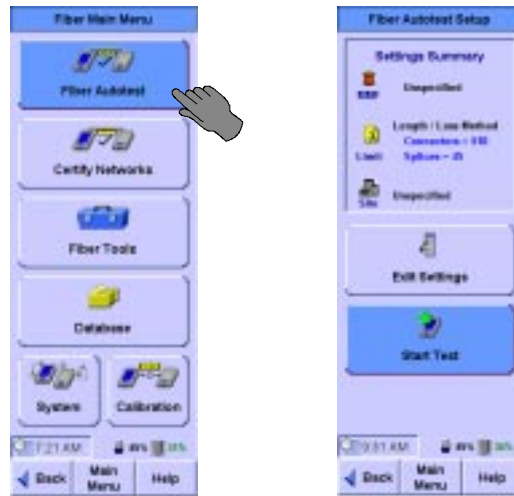 Fiber Main Menu
Fiber Autotest
Certify Networks
Fiber Tools
Database
System
Calibration
Back
Main Menu
Help
Fiber Autotest Setup
Settings Summary
Unspecified
Length / Loss Method
Limit
Unspecified
Site
Edit Settings
Start Test
AM
Back
Main Menu
Help